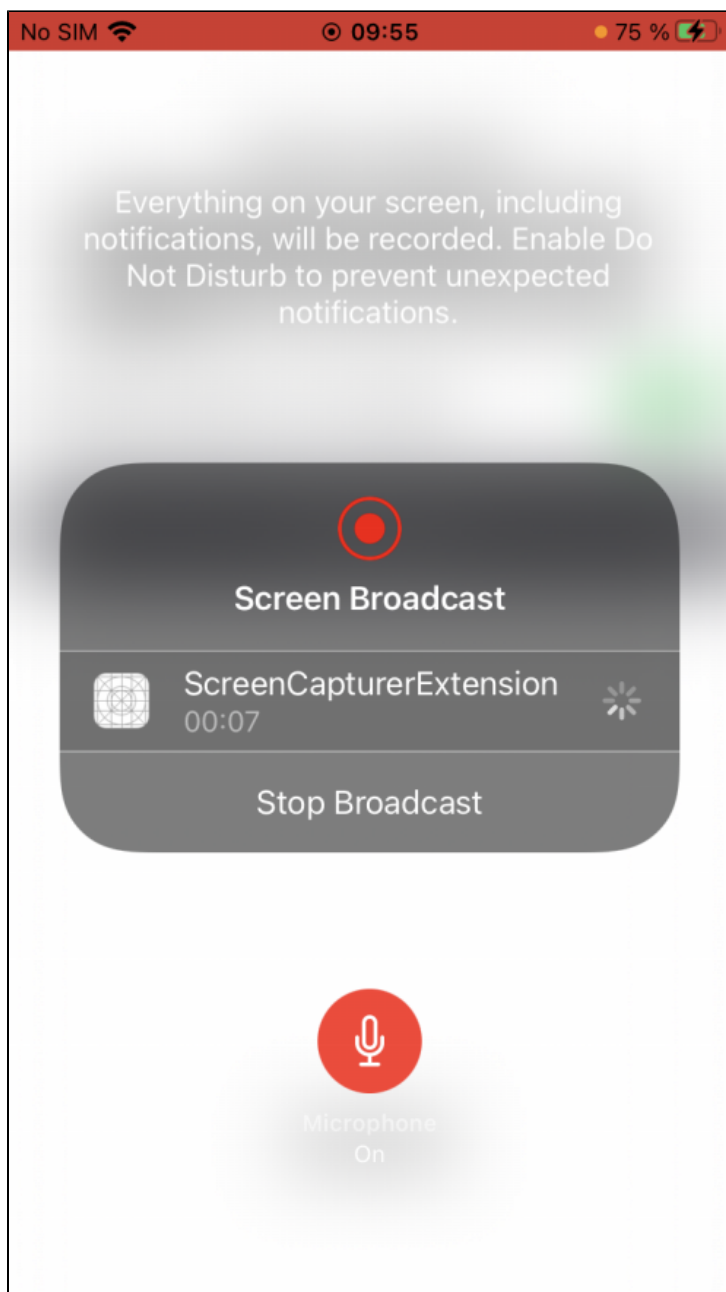 No SIM 09:55 75 %
Everything on your screen, including
notifications, will be recorded. Enable Do
Not Disturb to prevent unexpected
notifications.
Screen Broadcast
ScreenCapturerExtension
00:07
Stop Broadcast
Microphone
On